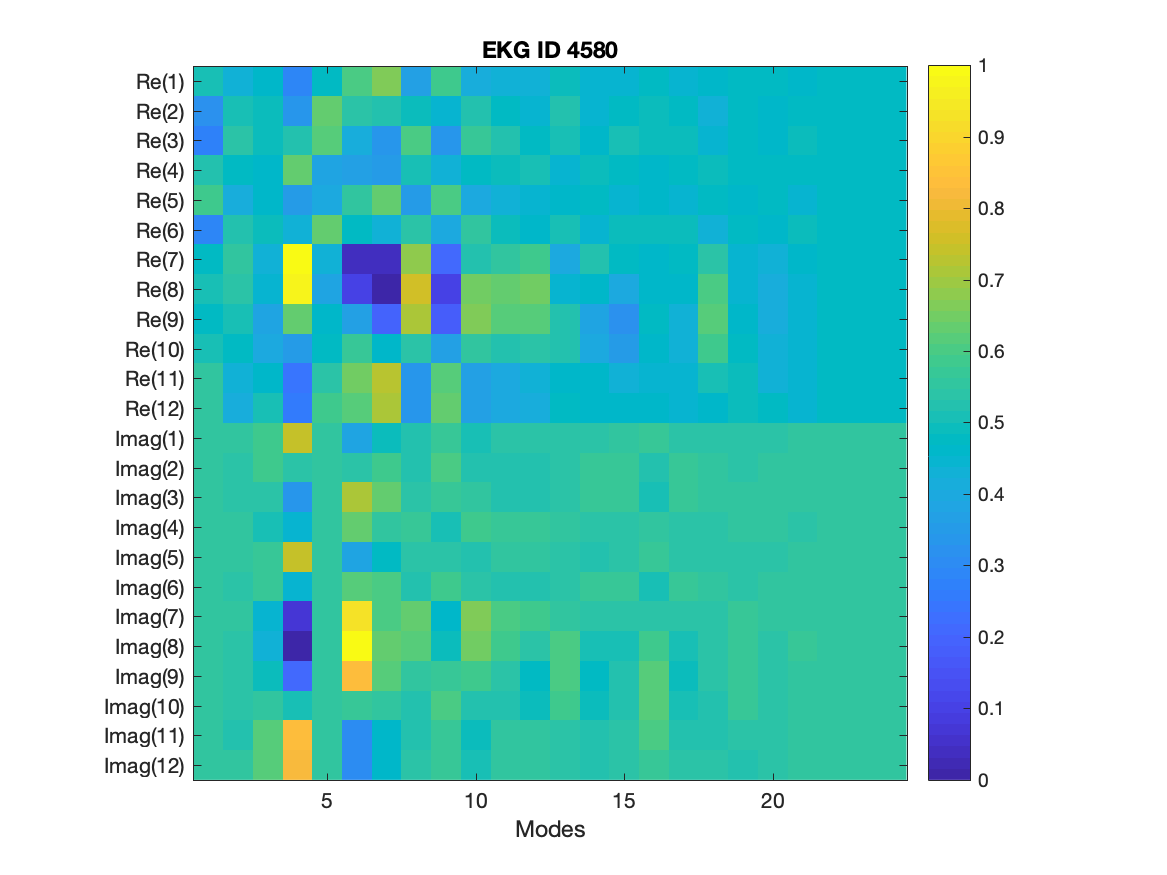 EKG ID 4580
Re(1)
Re(2)
Re(3)
Re(4)
Re(5)
Re(6)
Re(7)
Re(8)
Re(9)
Re(10)
Re(11)
Re(12)
Imag(1)
Imag(2)
Imag(3)
Imag(4)
Imag(5)
Imag(6)
Imag(7)
Imag(8)
Imag(9)
Imag(10)
Imag(11)
Imag(12)
5 10 15 20
Modes
1
0.9
0.8
0.7
0.6
0.5
0.4
0.3
0.2
0.1
0